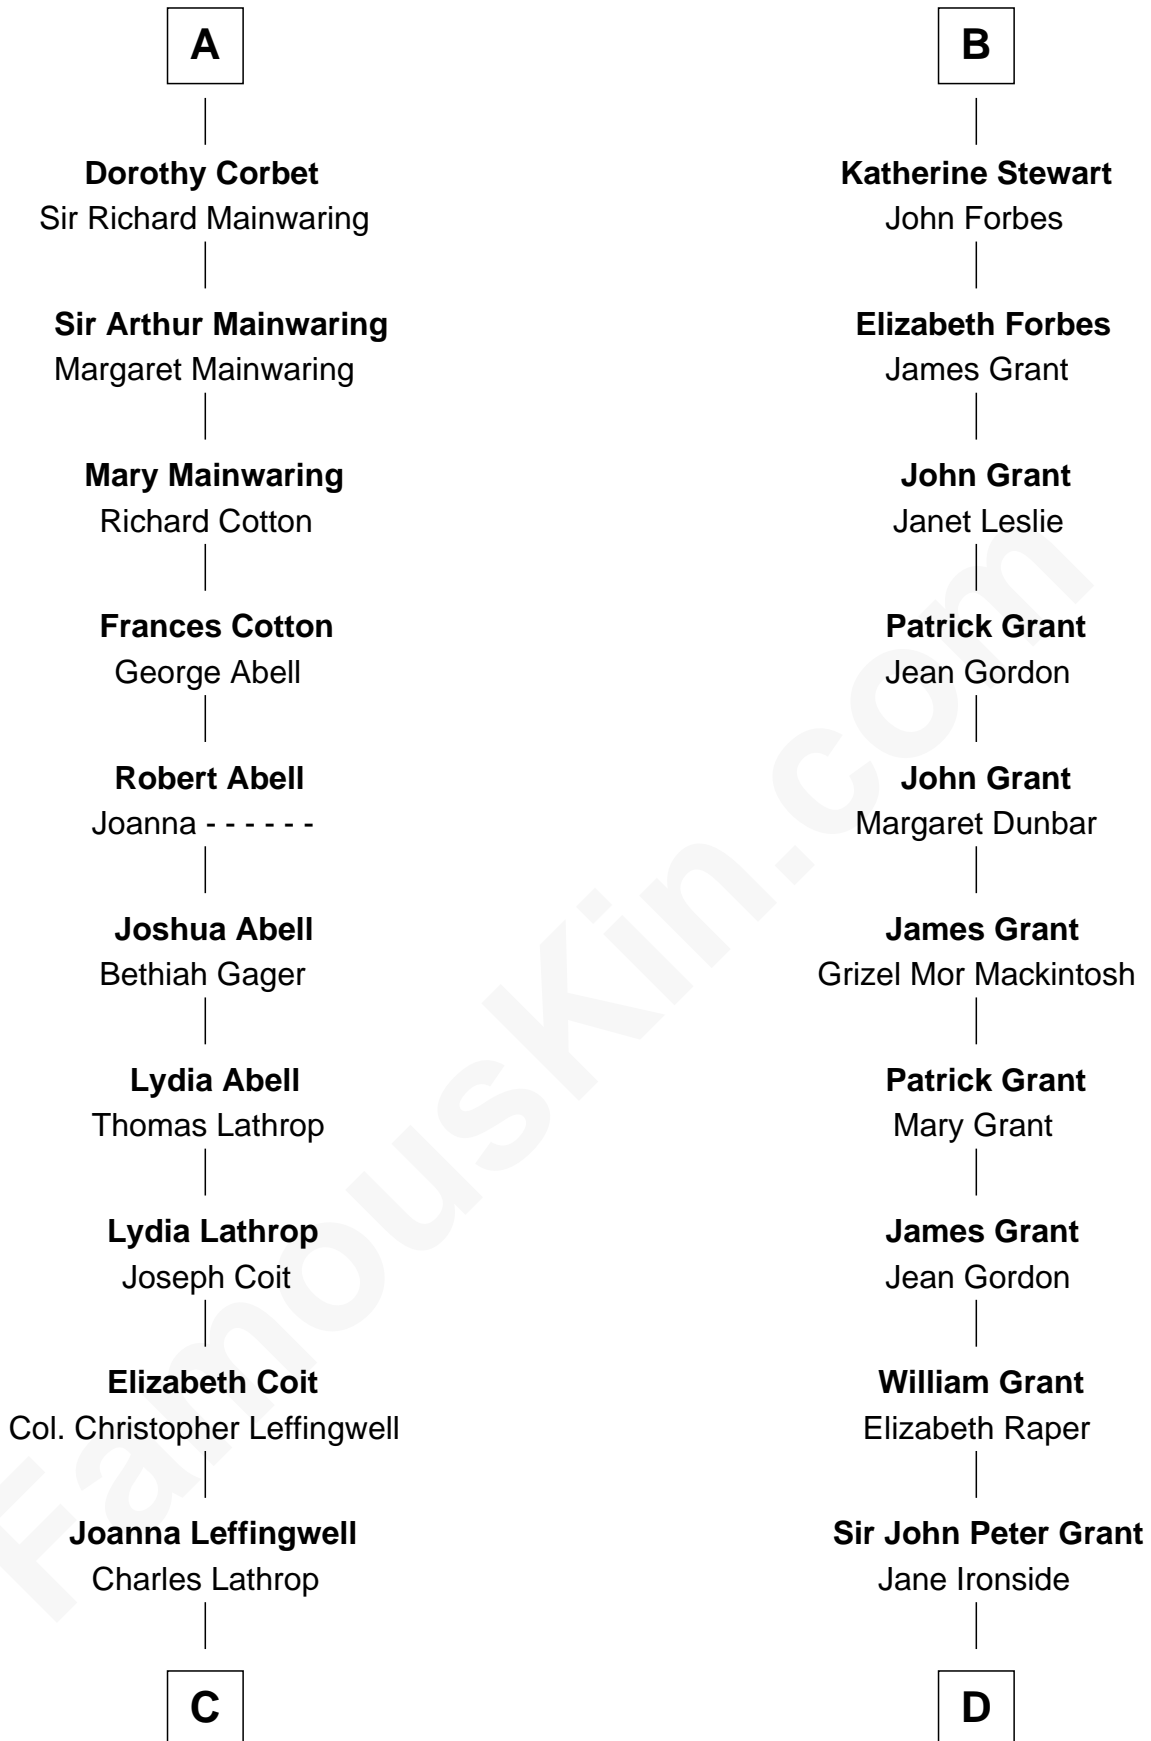 A
Dorothy Corbet
Sir Richard Mainwaring
Sir Arthur Mainwaring
Margaret Mainwaring
Mary Mainwaring
Richard Cotton
Frances Cotton
George Abell
Robert Abell
Joanna - - - - - -
Joshua Abell
Bethiah Gager
Lydia Abell
Thomas Lathrop
Lydia Lathrop
Joseph Coit
Elizabeth Coit
Col. Christopher Leffingwell
Joanna Leffingwell
Charles Lathrop
C
B
Katherine Stewart
John Forbes
Elizabeth Forbes
James Grant
John Grant
Janet Leslie
Patrick Grant
Jean Gordon
John Grant
Margaret Dunbar
James Grant
Grizel Mor Mackintosh
Patrick Grant
Mary Grant
James Grant
Jean Gordon
William Grant
Elizabeth Raper
Sir John Peter Grant
Jane Ironside
D
FamousKin.com